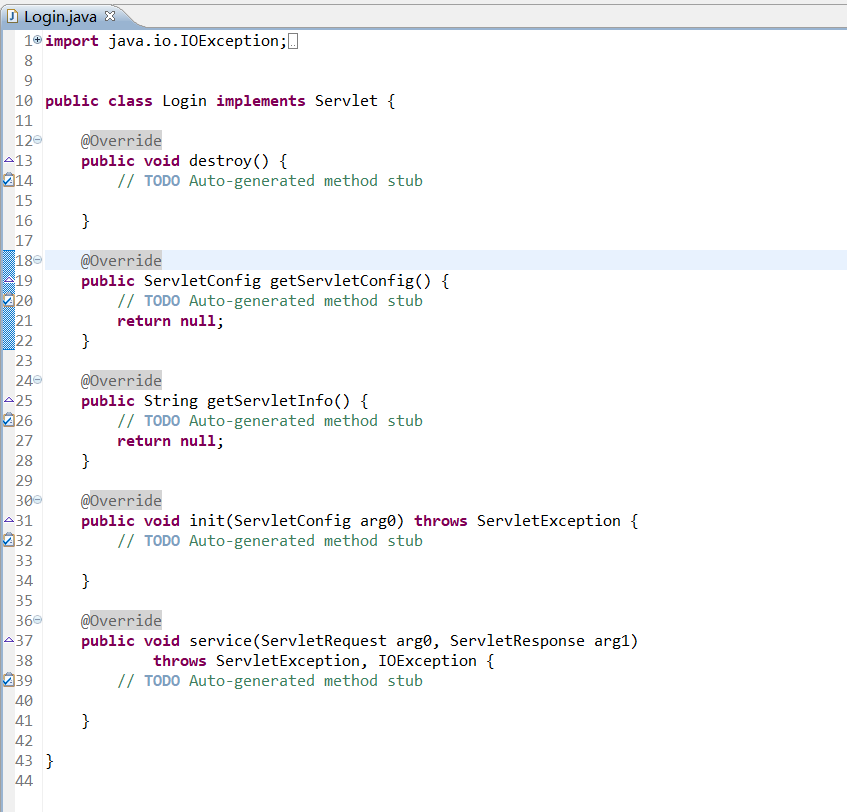 Login.java
1 import java.io.IOException;
8
9
10 public class Login implements Servlet {
11
12     @Override
13     public void destroy() {
14         // TODO Auto-generated method stub
15
16     }
17
18     @Override
19     public ServletConfig getServletConfig() {
20         // TODO Auto-generated method stub
21         return null;
22     }
23
24     @Override
25     public String getServletInfo() {
26         // TODO Auto-generated method stub
27         return null;
28     }
29
30     @Override
31     public void init(ServletConfig arg0) throws ServletException {
32         // TODO Auto-generated method stub
33
34     }
35
36     @Override
37     public void service(ServletRequest arg0, ServletResponse arg1)
38             throws ServletException, IOException {
39         // TODO Auto-generated method stub
40
41     }
42
43 }
44